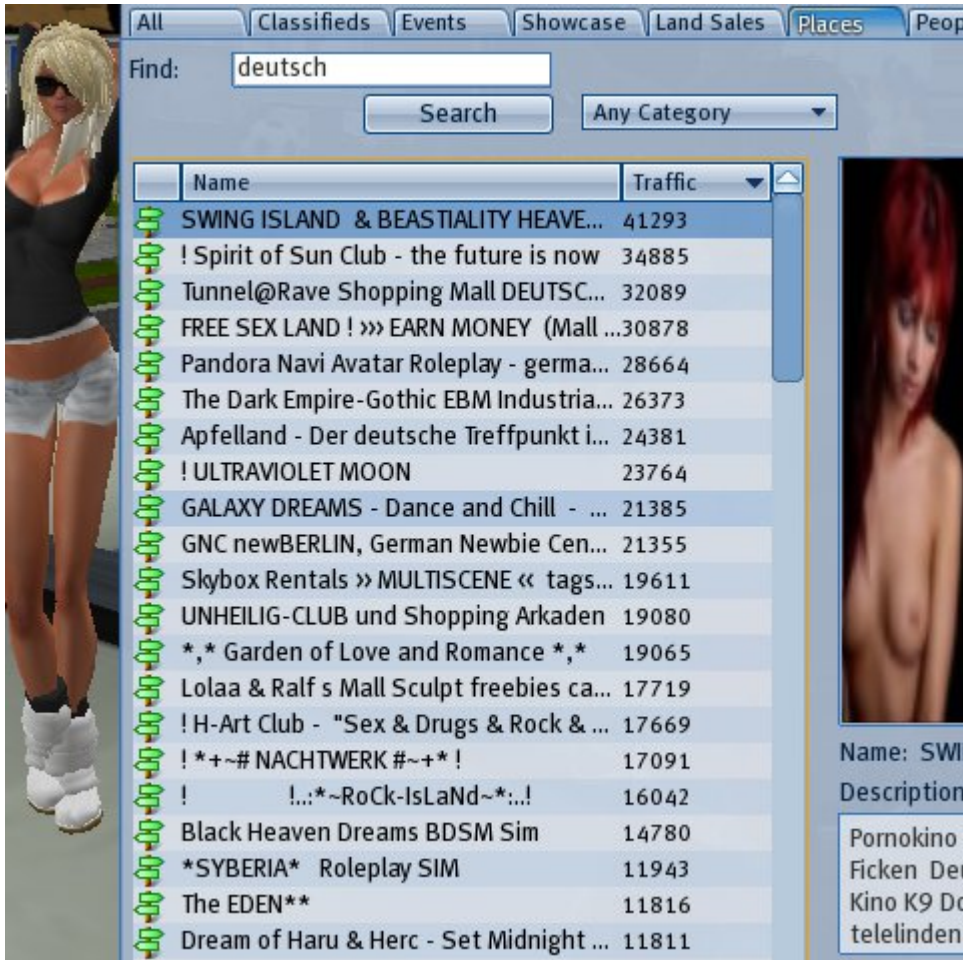 All Classifieds Events Showcase Land Sales Places Peop
Find: deutsch
Search Any Category
Name Traffic
SWING ISLAND & BEASTIALITY HEAVE... 41293
! Spirit of Sun Club - the future is now 34885
Tunnel@Rave Shopping Mall DEUTSC... 32089
FREE SEX LAND ! »» EARN MONEY (Mall ... 30878
Pandora Navi Avatar Roleplay - germa... 28664
The Dark Empire-Gothic EBM Industria... 26373
Apfelland - Der deutsche Treffpunkt i... 24381
! ULTRAVIOLET MOON 23764
GALAXY DREAMS - Dance and Chill - ... 21385
GNC newBERLIN, German Newbie Cen... 21355
Skybox Rentals » MULTISCENE « tags... 19611
UNHEILIG-CLUB und Shopping Arkaden 19080
*,* Garden of Love and Romance *,* 19065
Lolaa & Ralf s Mall Sculpt freebies ca... 17719
! H-Art Club - "Sex & Drugs & Rock & ... 17669
! *+~# NACHTWERK #~+* ! 17091
! !..:*~RoCk-IsLaNd~*:..! 16042
Black Heaven Dreams BDSM Sim 14780
*SYBERIA* Roleplay SIM 11943
The EDEN** 11816
Dream of Haru & Herc - Set Midnight ... 11811
Name: SWI
Description
Pornokino
Ficken Deu
Kino K9 Do
telelinden